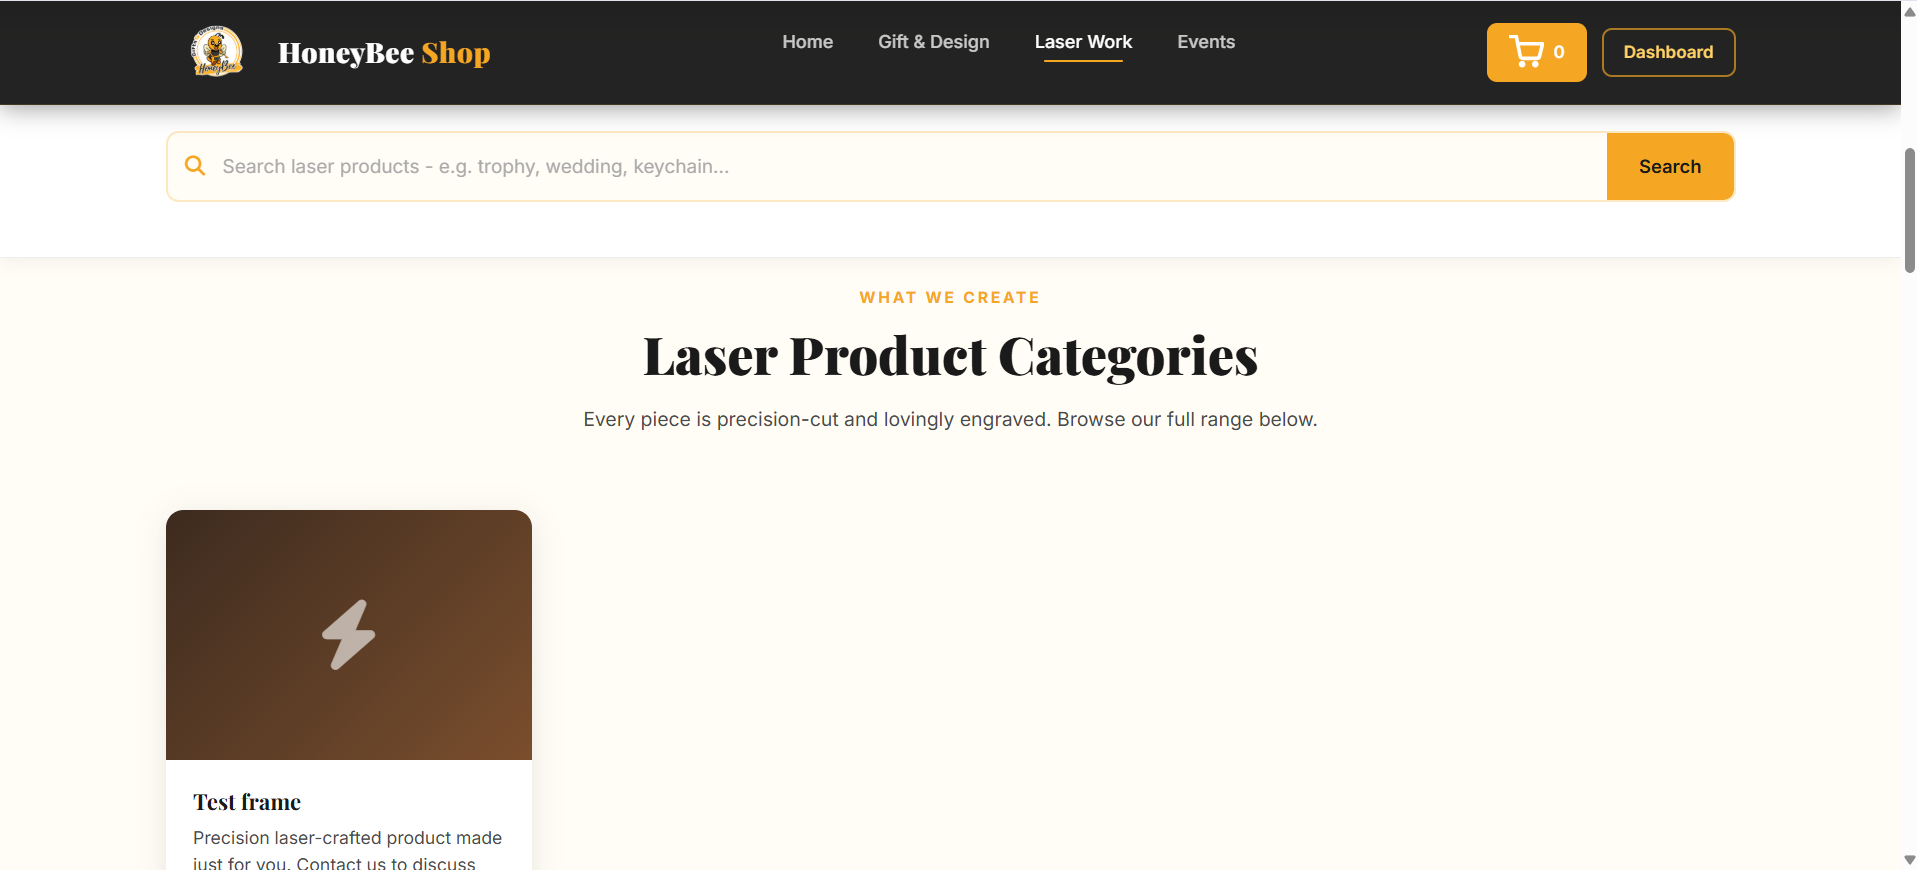 HoneyBee
HoneyBee Shop
Home
Gift & Design
Laser Work
Events
0
Dashboard
Search laser products - e.g. trophy, wedding, keychain...
Search
WHAT WE CREATE
Laser Product Categories
Every piece is precision-cut and lovingly engraved. Browse our full range below.
Test frame
Precision laser-crafted product made
just for you. Contact us to discuss